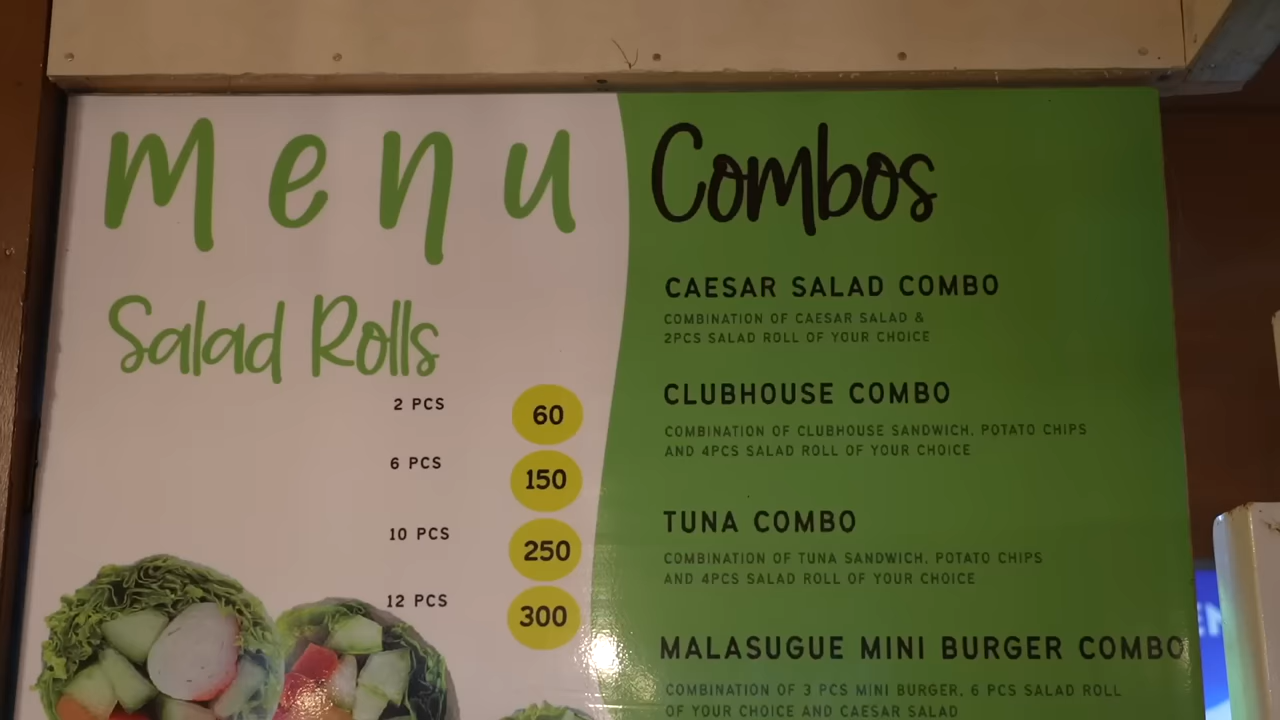 menu
Salad Rolls
2 PCS 60
6 PCS 150
10 PCS 250
12 PCS 300
Combos
CAESAR SALAD COMBO
COMBINATION OF CAESAR SALAD &
2PCS SALAD ROLL OF YOUR CHOICE
CLUBHOUSE COMBO
COMBINATION OF CLUBHOUSE SANDWICH, POTATO CHIPS
AND 4PCS SALAD ROLL OF YOUR CHOICE
TUNA COMBO
COMBINATION OF TUNA SANDWICH, POTATO CHIPS
AND 4PCS SALAD ROLL OF YOUR CHOICE
MALASUGUE MINI BURGER COMBO
COMBINATION OF 3 PCS MINI BURGER, 6 PCS SALAD ROLL
OF YOUR CHOICE AND CAESAR SALAD